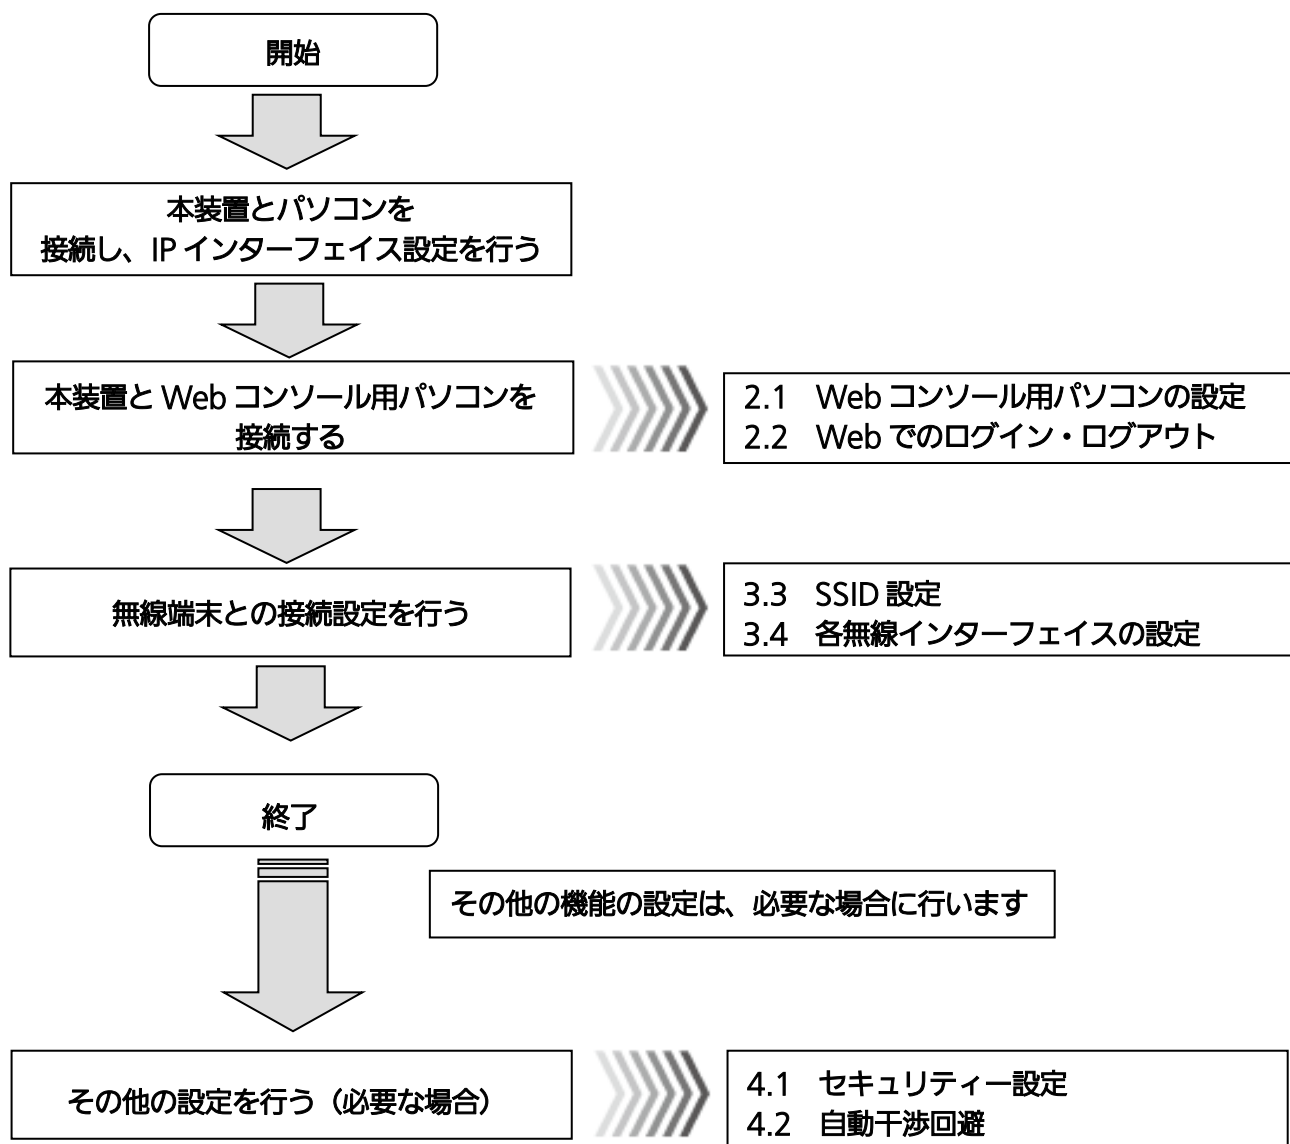 開始
本装置とパソコンを
接続し、IP インターフェイス設定を行う
本装置と Web コンソール用パソコンを
接続する
2.1 Web コンソール用パソコンの設定
2.2 Web でのログイン・ログアウト
無線端末との接続設定を行う
3.3 SSID 設定
3.4 各無線インターフェイスの設定
終了
その他の機能の設定は、必要な場合に行います
その他の設定を行う（必要な場合）
4.1 セキュリティー設定
4.2 自動干渉回避